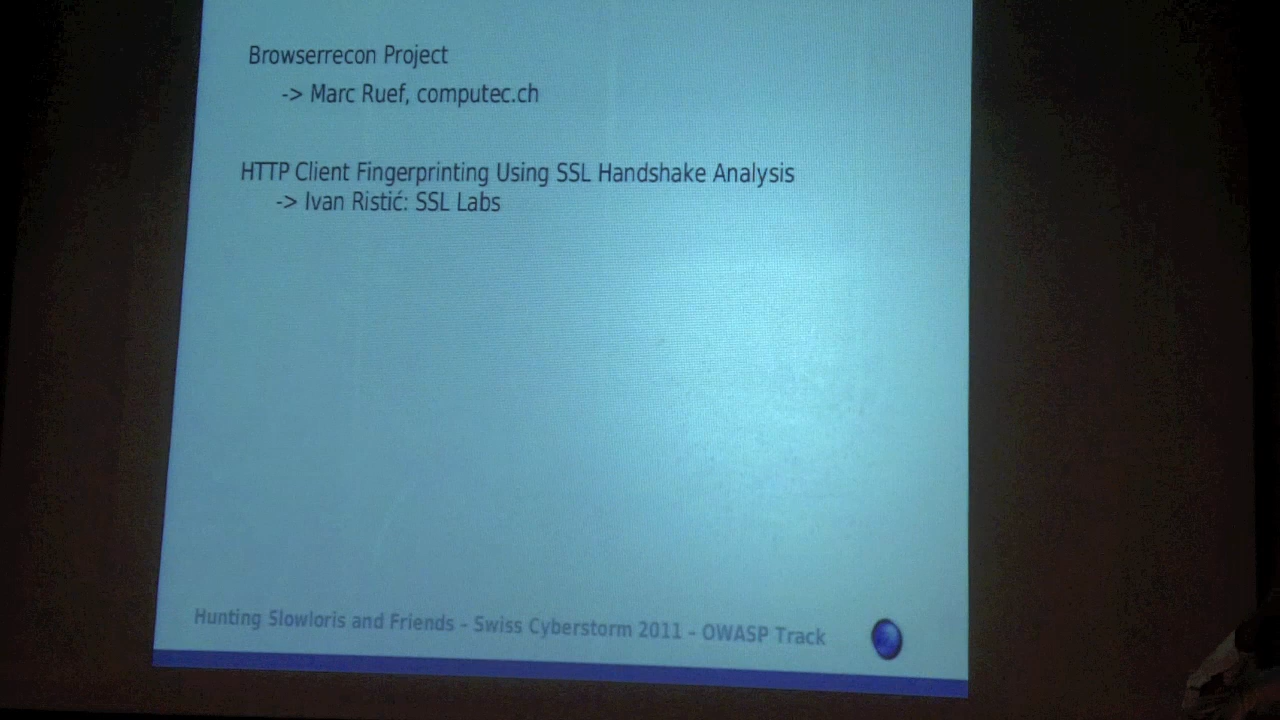 Browserrecon Project
-> Marc Ruef, computec.ch
HTTP Client Fingerprinting Using SSL Handshake Analysis
-> Ivan Ristić: SSL Labs
Hunting Slowloris and Friends – Swiss Cyberstorm 2011 – OWASP Track